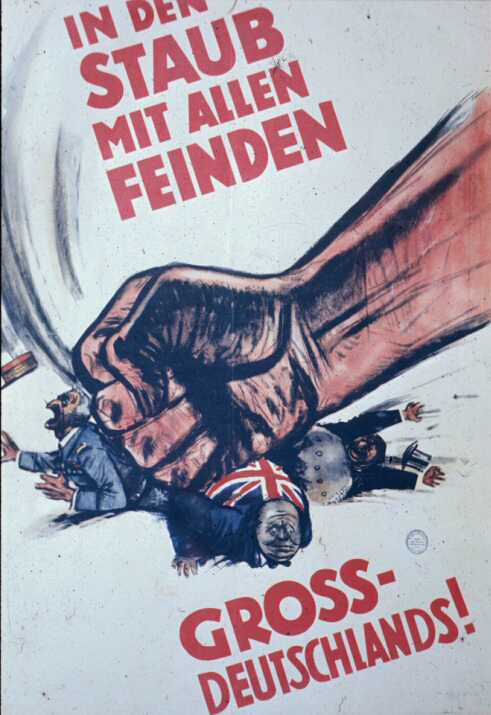 IN DEN
STAUB
MIT ALLEN
FEINDEN
GROSS-
DEUTSCHLANDS!